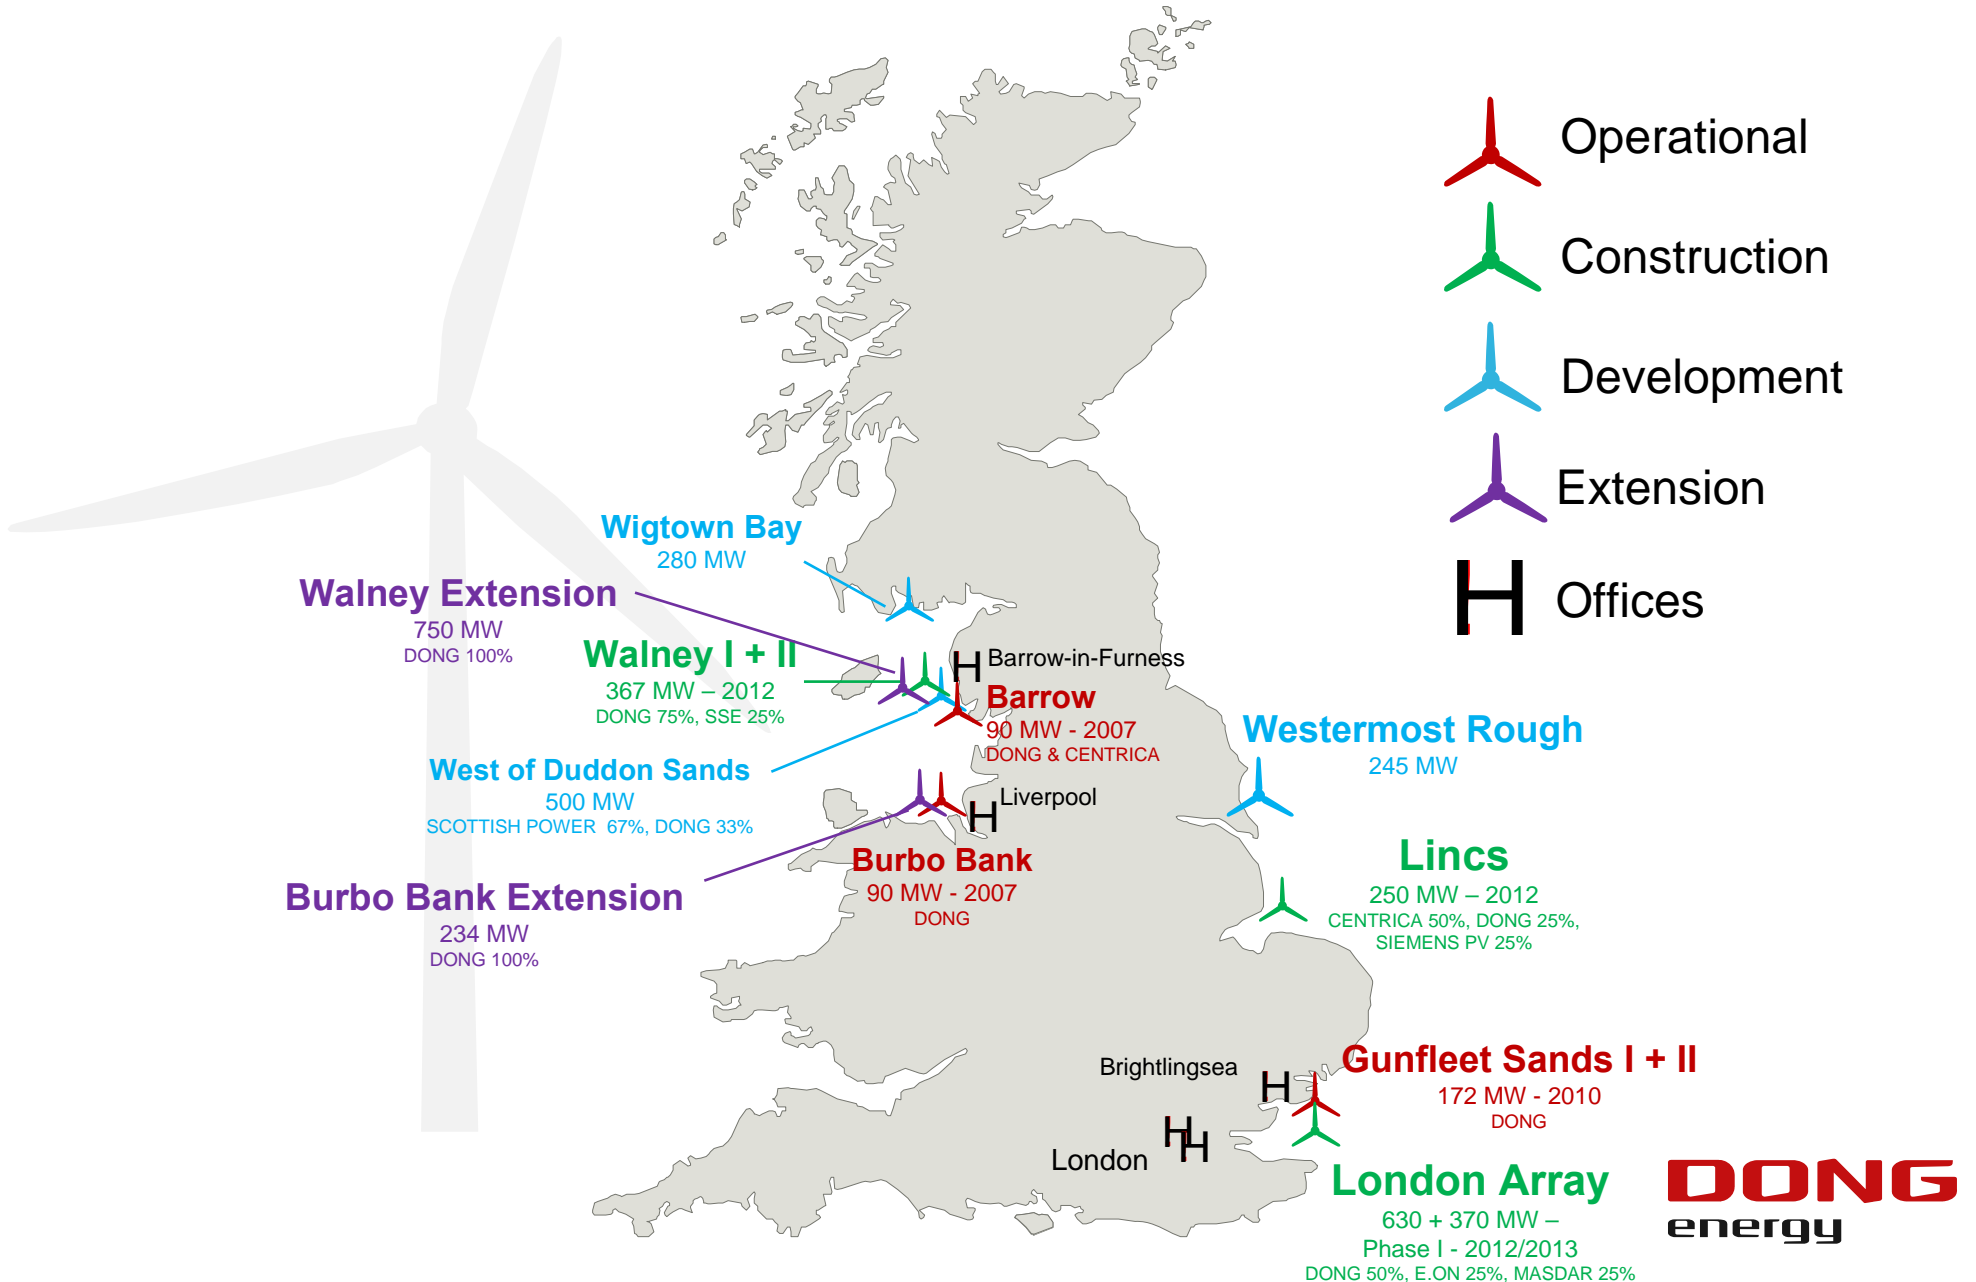 Operational
Construction
Development
Extension
H Offices
Wigtown Bay
280 MW
Walney Extension
750 MW
DONG 100%
Walney I + II
367 MW – 2012
DONG 75%, SSE 25%
H Barrow-in-Furness
Barrow
90 MW - 2007
DONG & CENTRICA
West of Duddon Sands
500 MW
SCOTTISH POWER 67%, DONG 33%
H Liverpool
Burbo Bank
90 MW - 2007
DONG
Burbo Bank Extension
234 MW
DONG 100%
Westermost Rough
245 MW
Lincs
250 MW – 2012
CENTRICA 50%, DONG 25%,
SIEMENS PV 25%
Brightlingsea H
Gunfleet Sands I + II
172 MW - 2010
DONG
London H H
London Array
630 + 370 MW –
Phase I - 2012/2013
DONG 50%, E.ON 25%, MASDAR 25%
DONG
energy